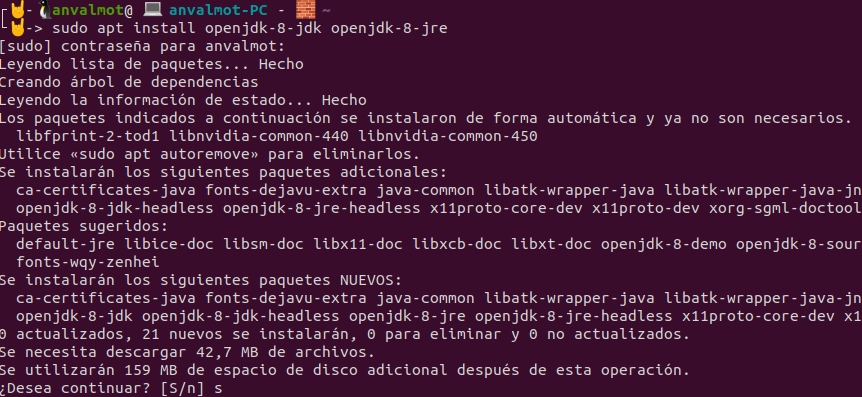 anvalmot@ anvalmot-PC - ~
-> sudo apt install openjdk-8-jdk openjdk-8-jre
[sudo] contraseña para anvalmot:
Leyendo lista de paquetes... Hecho
Creando árbol de dependencias
Leyendo la información de estado... Hecho
Los paquetes indicados a continuación se instalaron de forma automática y ya no son necesarios.
libfprint-2-tod1 libnvidia-common-440 libnvidia-common-450
Utilice «sudo apt autoremove» para eliminarlos.
Se instalarán los siguientes paquetes adicionales:
ca-certificates-java fonts-dejavu-extra java-common libatk-wrapper-java libatk-wrapper-java-jn
openjdk-8-jdk-headless openjdk-8-jre-headless x11proto-core-dev x11proto-dev xorg-sgml-doctool
Paquetes sugeridos:
default-jre libice-doc libsm-doc libx11-doc libxcb-doc libxt-doc openjdk-8-demo openjdk-8-sour
fonts-wqy-zenhei
Se instalarán los siguientes paquetes NUEVOS:
ca-certificates-java fonts-dejavu-extra java-common libatk-wrapper-java libatk-wrapper-java-jn
openjdk-8-jdk openjdk-8-jdk-headless openjdk-8-jre openjdk-8-jre-headless x11proto-core-dev x1
0 actualizados, 21 nuevos se instalarán, 0 para eliminar y 0 no actualizados.
Se necesita descargar 42,7 MB de archivos.
Se utilizarán 159 MB de espacio de disco adicional después de esta operación.
¿Desea continuar? [S/n] s